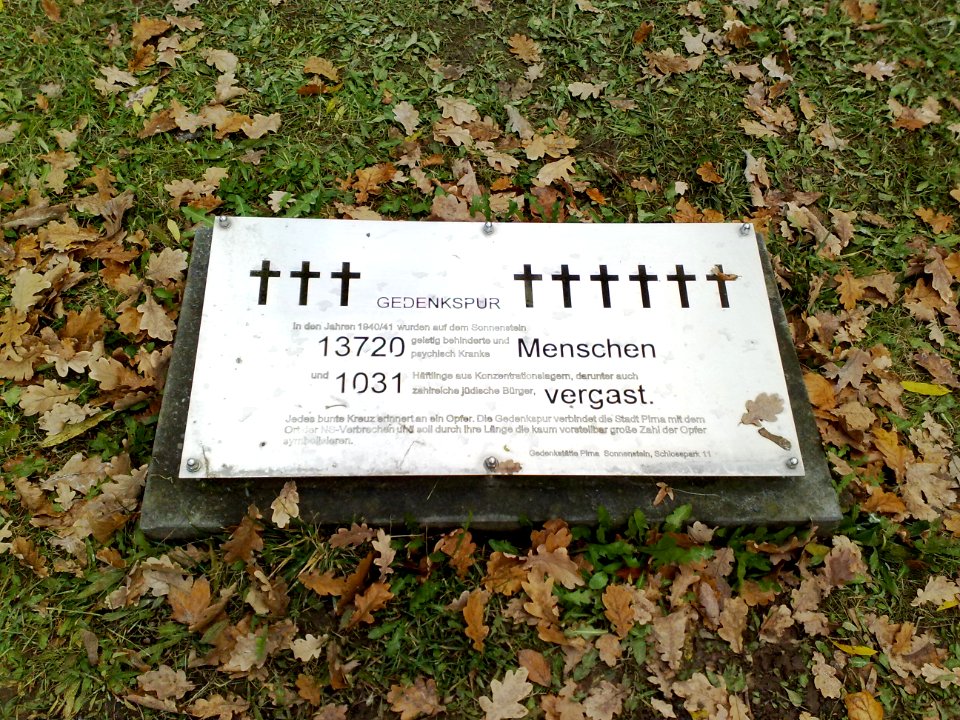 GEDENKSPUR
In den Jahren 1940/41 wurden auf dem Sonnenstein
13720 geistig behinderte und psychisch Kranke Menschen
und 1031 Häftlinge aus Konzentrationslagern, darunter auch zahlreiche jüdische Bürger, vergast.
Jedes Kreuz erinnert an ein Opfer. Die Gedenkspur verbindet die Stadt Pirna mit dem
Ort der NS-Verbrechen und soll durch ihre Länge die kaum vorstellbar große Zahl der Opfer
symbolisieren.
Gedenkstätte Pirna Sonnenstein, Schlosspark 11